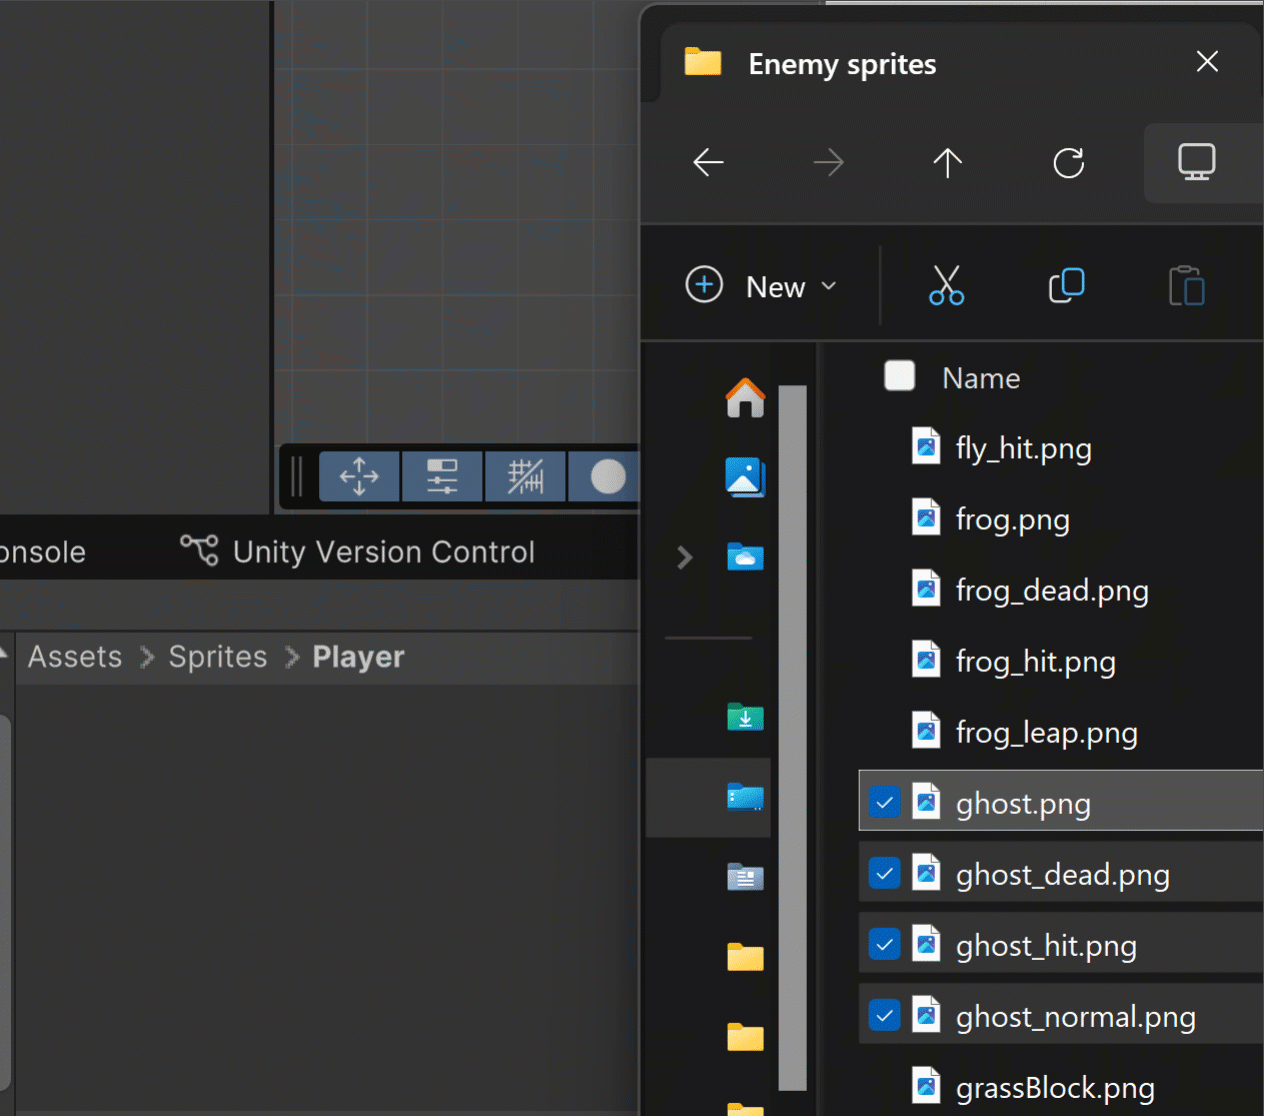 Enemy sprites
New
Name
fly_hit.png
frog.png
frog_dead.png
frog_hit.png
frog_leap.png
ghost.png
ghost_dead.png
ghost_hit.png
ghost_normal.png
grassBlock.png
onsole
Unity Version Control
Assets > Sprites > Player